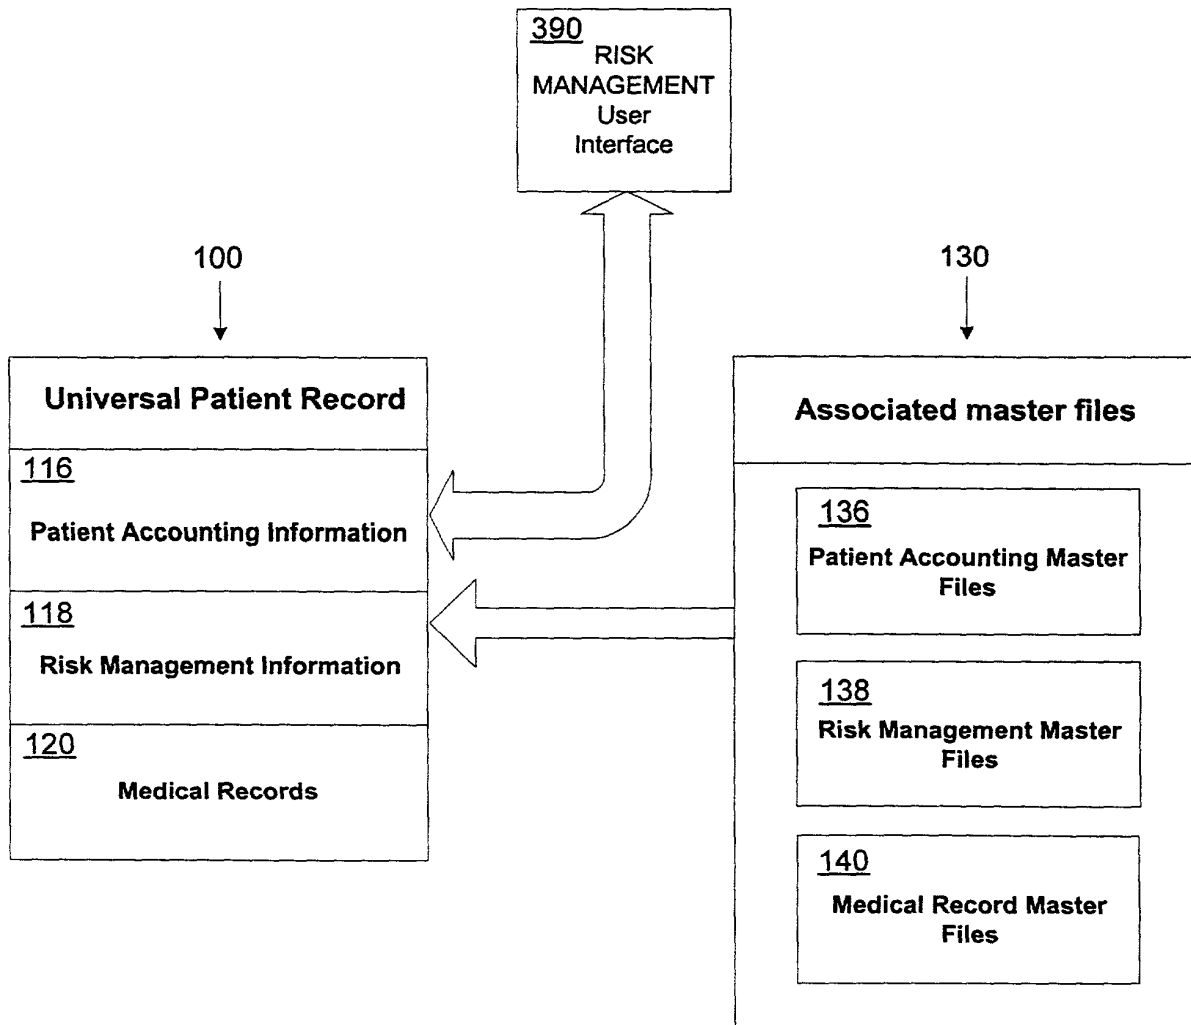 390
RISK
MANAGEMENT
User
Interface
100
130
Universal Patient Record
116
Patient Accounting Information
118
Risk Management Information
120
Medical Records
Associated master files
136
Patient Accounting Master
Files
138
Risk Management Master
Files
140
Medical Record Master
Files